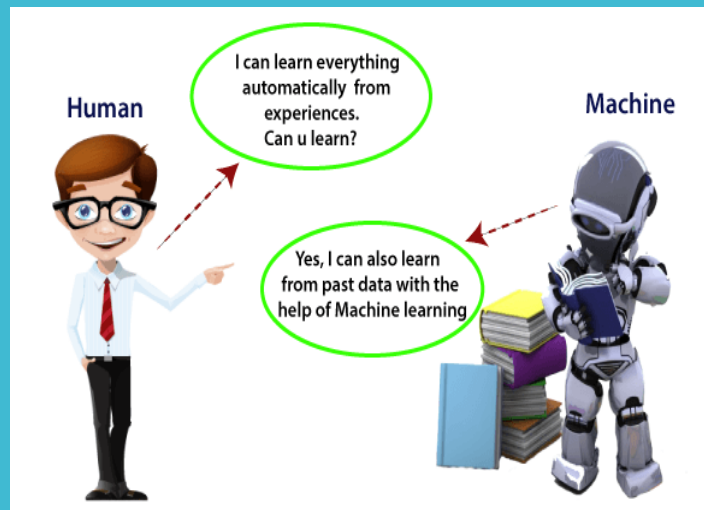 Human
I can learn everything
automatically from
experiences.
Can u learn?
Machine
Yes, I can also learn
from past data with the
help of Machine learning